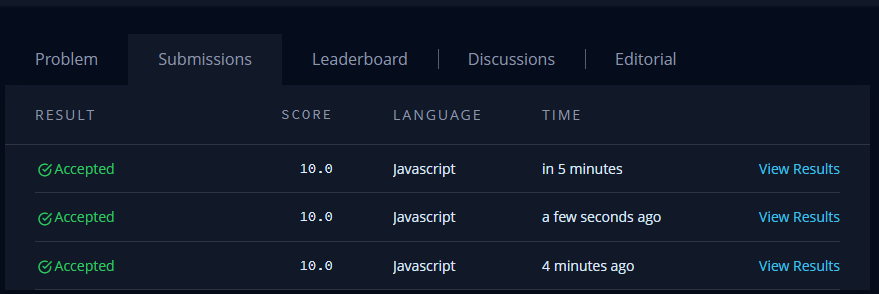 Problem Submissions Leaderboard Discussions Editorial
RESULT SCORE LANGUAGE TIME
Accepted 10.0 Javascript in 5 minutes View Results
Accepted 10.0 Javascript a few seconds ago View Results
Accepted 10.0 Javascript 4 minutes ago View Results